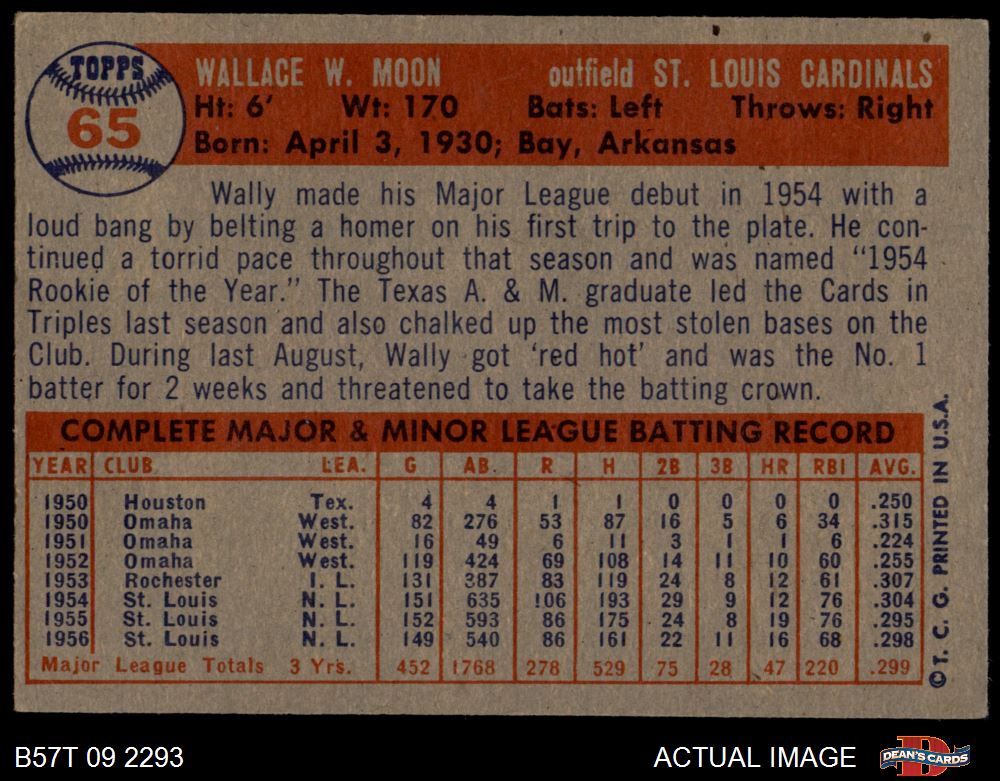 TOPPS
65
WALLACE W. MOON outfield ST. LOUIS CARDINALS
Ht: 6' Wt: 170 Bats: Left Throws: Right
Born: April 3, 1930; Bay, Arkansas
Wally made his Major League debut in 1954 with a
loud bang by belting a homer on his first trip to the plate. He con-
tinued a torrid pace throughout that season and was named "1954
Rookie of the Year." The Texas A. & M. graduate led the Cards in
Triples last season and also chalked up the most stolen bases on the
Club. During last August, Wally got 'red hot' and was the No. 1
batter for 2 weeks and threatened to take the batting crown.
COMPLETE MAJOR & MINOR LEAGUE BATTING RECORD
YEAR CLUB LEA. G AB R H 2B 3B HR RBI AVG.
1950 Houston Tex. 4 4 1 1 0 0 0 0 .250
1950 Omaha West. 82 276 53 87 16 5 6 34 .315
1951 Omaha West. 16 49 6 11 3 1 1 6 .224
1952 Omaha West. 119 424 69 108 14 11 10 60 .255
1953 Rochester I. L. 131 387 83 119 24 8 12 61 .307
1954 St. Louis N. L. 151 635 106 193 29 9 12 76 .304
1955 St. Louis N. L. 152 593 86 175 24 8 19 76 .295
1956 St. Louis N. L. 149 540 86 161 22 11 16 68 .298
Major League Totals 3 Yrs. 452 1768 278 529 75 28 47 220 .299
©T. C. G. PRINTED IN U.S.A.
B57T 09 2293 ACTUAL IMAGE
D
DEAN'S CARDS